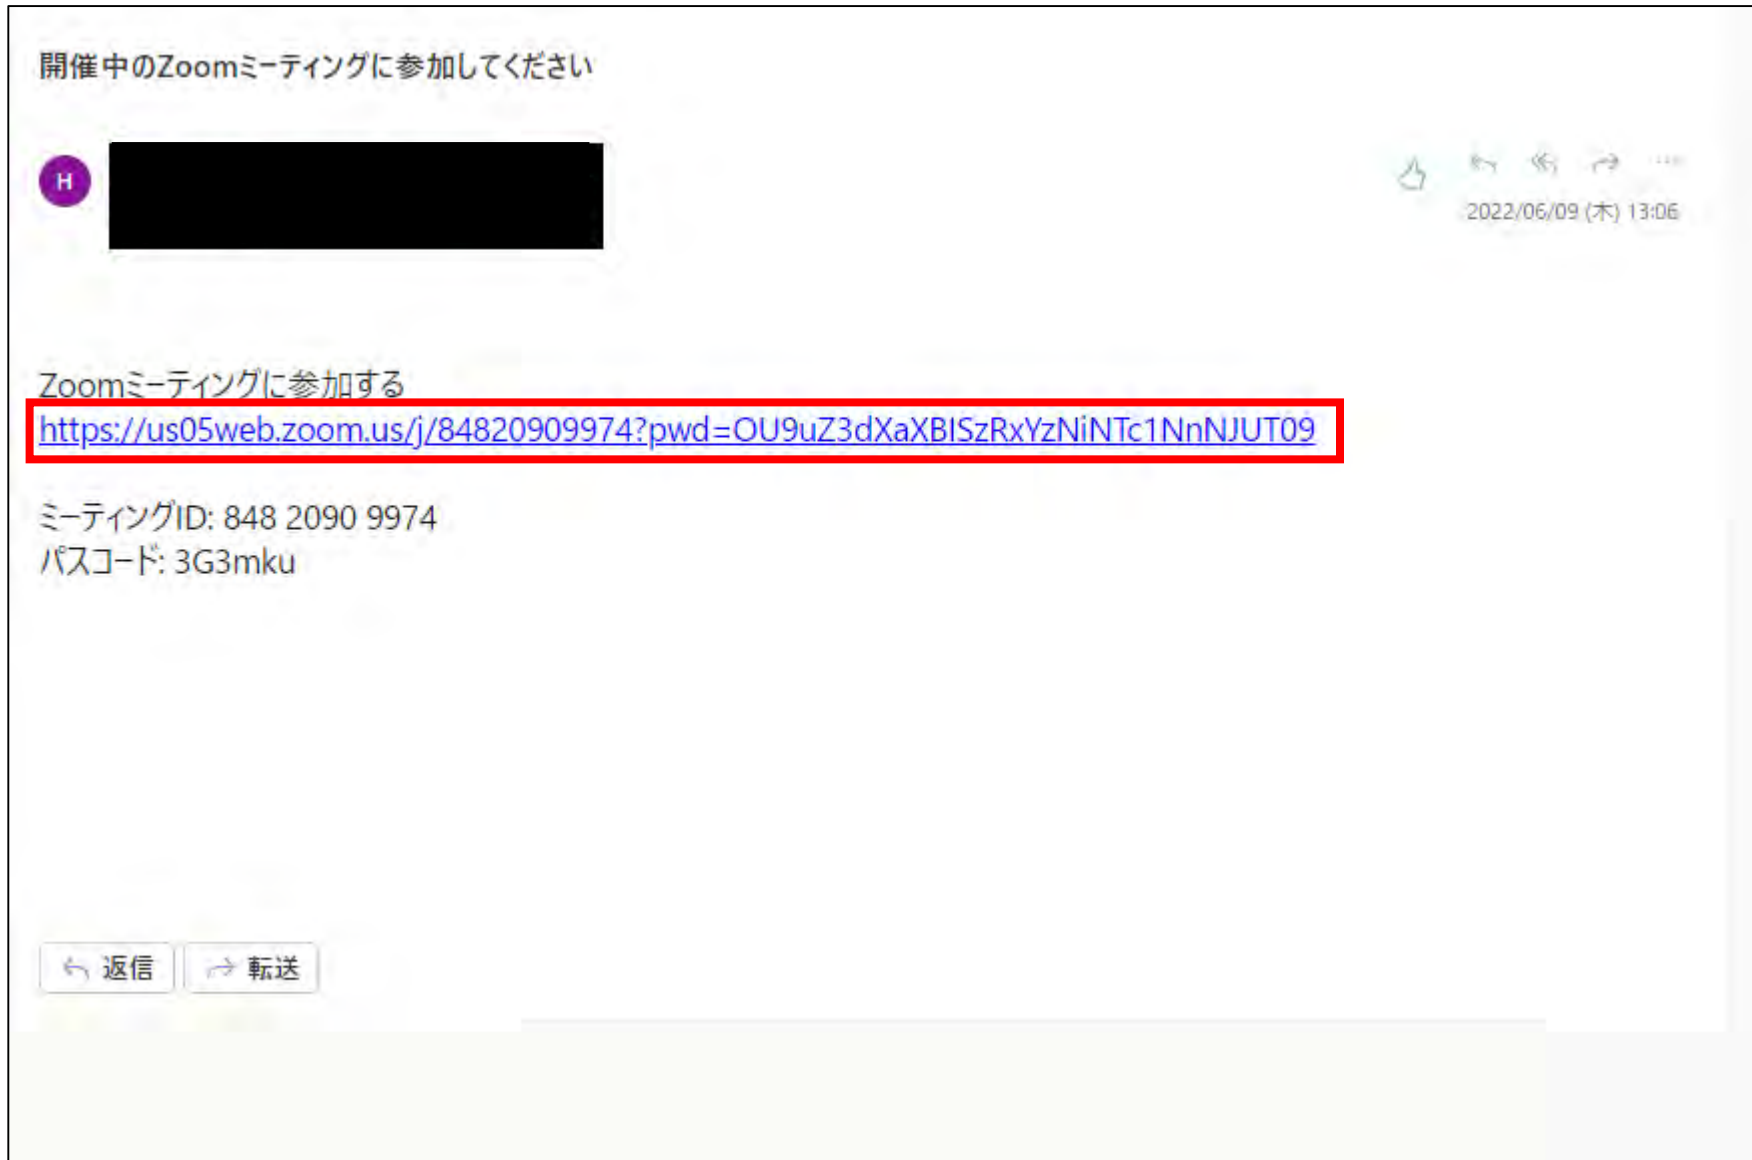 開催中のZoomミーティングに参加してください
H
2022/06/09 (木) 13:06
Zoomミーティングに参加する
https://us05web.zoom.us/j/84820909974?pwd=OU9uZ3dXaXBISzRxYzNiNTc1NnNJUT09
ミーティングID: 848 2090 9974
パスコード: 3G3mku
返信 転送